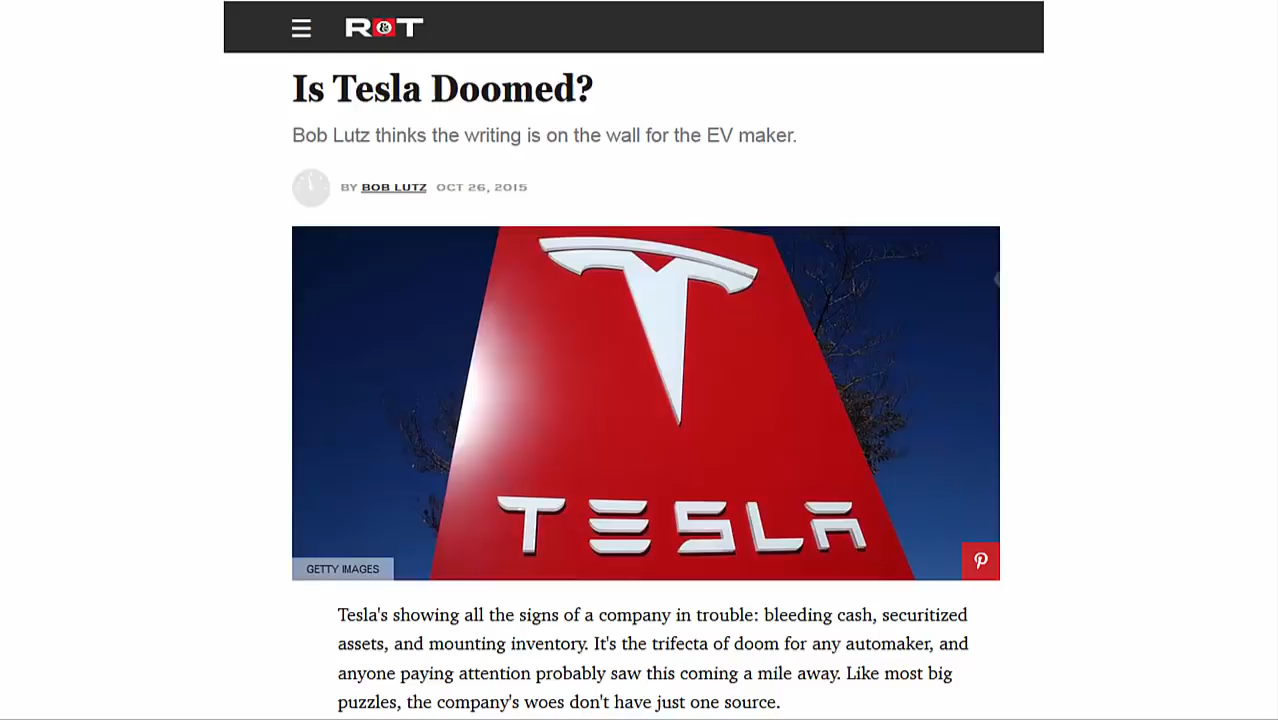 R&T
Is Tesla Doomed?
Bob Lutz thinks the writing is on the wall for the EV maker.
BY BOB LUTZ OCT 26, 2015
TESLA
GETTY IMAGES
Tesla's showing all the signs of a company in trouble: bleeding cash, securitized
assets, and mounting inventory. It's the trifecta of doom for any automaker, and
anyone paying attention probably saw this coming a mile away. Like most big
puzzles, the company's woes don't have just one source.